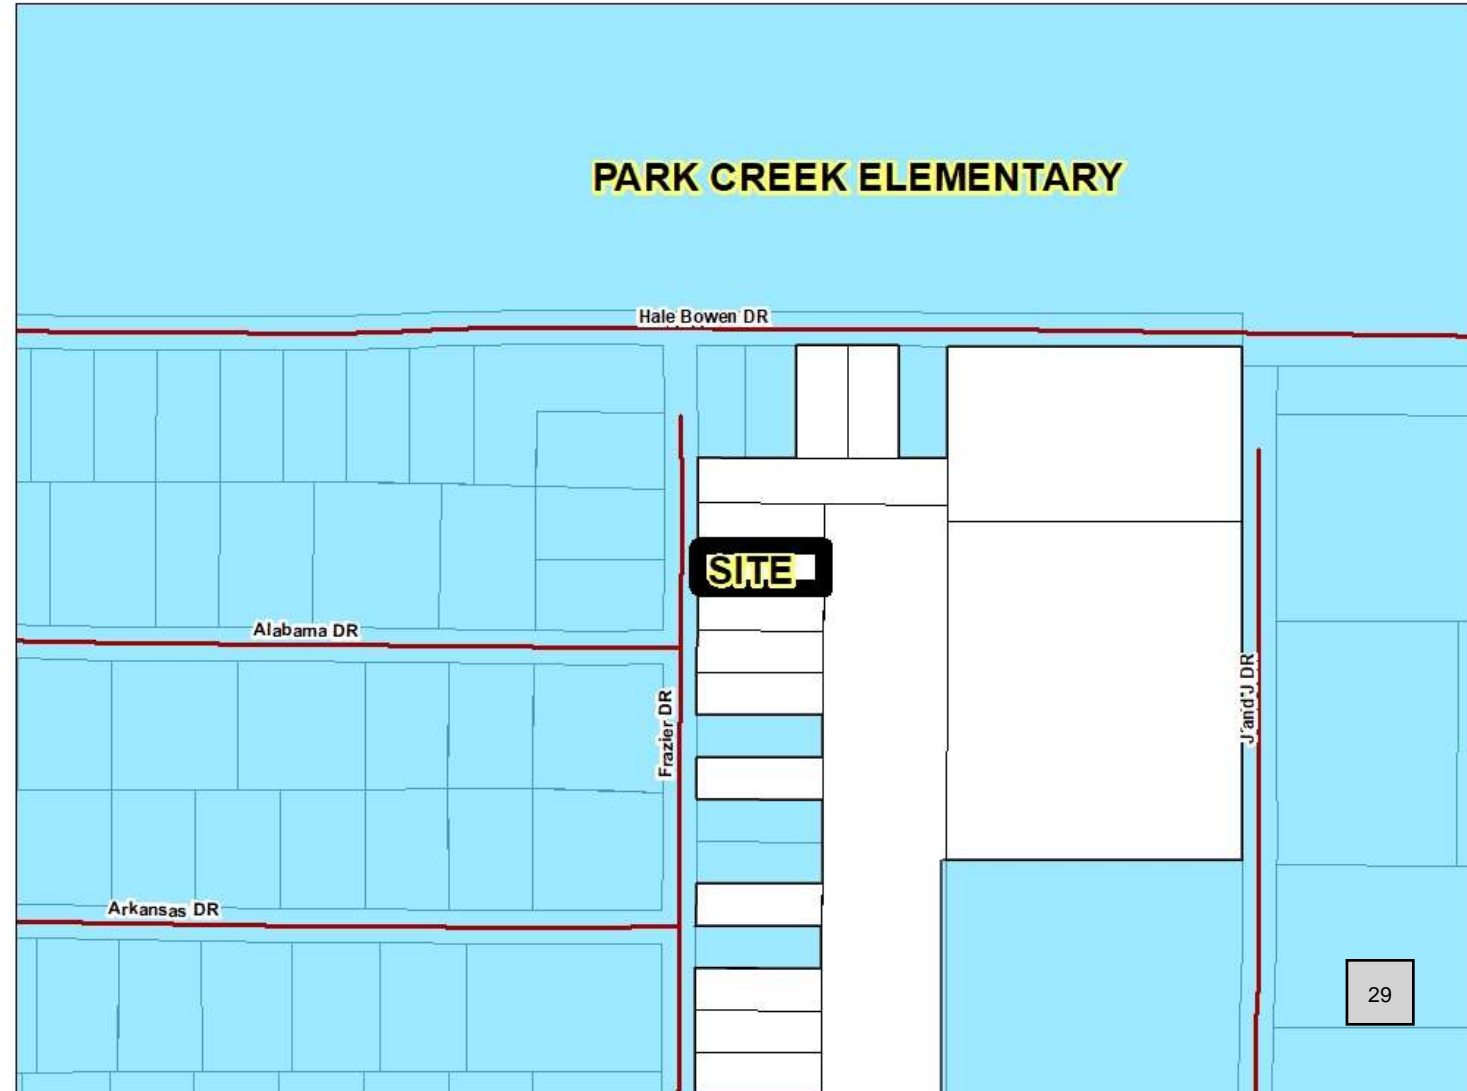 PARK CREEK ELEMENTARY
Hale Bowen DR
SITE
Alabama DR
Frazier DR
J and J DR
Arkansas DR
29